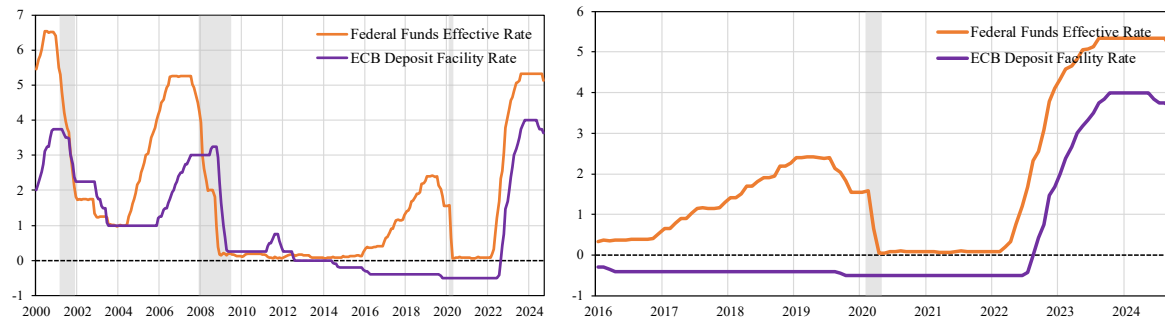 7
6
5
4
3
2
1
0
-1
Federal Funds Effective Rate
ECB Deposit Facility Rate
2000 2002 2004 2006 2008 2010 2012 2014 2016 2018 2020 2022 2024
6
5
4
3
2
1
0
-1
Federal Funds Effective Rate
ECB Deposit Facility Rate
2016 2017 2018 2019 2020 2021 2022 2023 2024